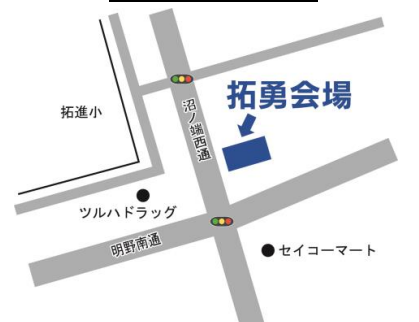 拓進小
沼ノ端西通
拓勇会場
ツルハドラッグ
明野南通
セイコーマート